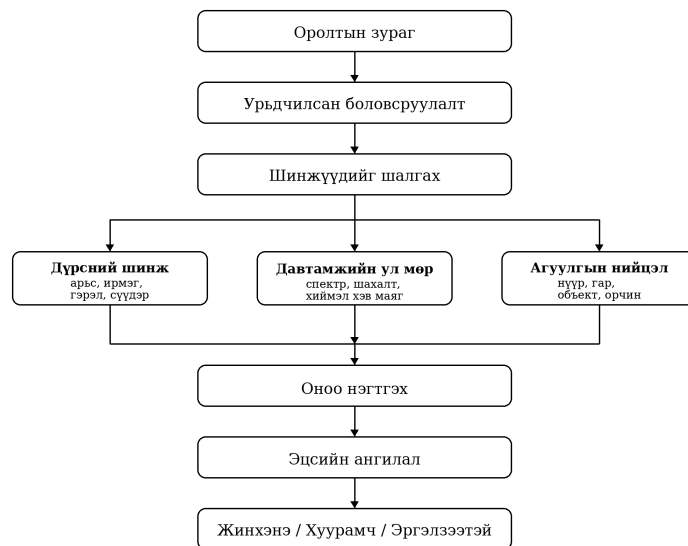 Оролтын зураг
Урьдчилсан боловсруулалт
Шинжүүдийг шалгах
Дүрсний шинж
арьс, ирмэг,
гэрэл, сүүдэр
Давтамжийн ул мөр
спектр, шахалт,
хиймэл хэв маяг
Агуулгын нийцэл
нүүр, гар,
объект, орчин
Оноо нэгтгэх
Эцсийн ангилал
Жинхэнэ / Хуурамч / Эргэлзээтэй